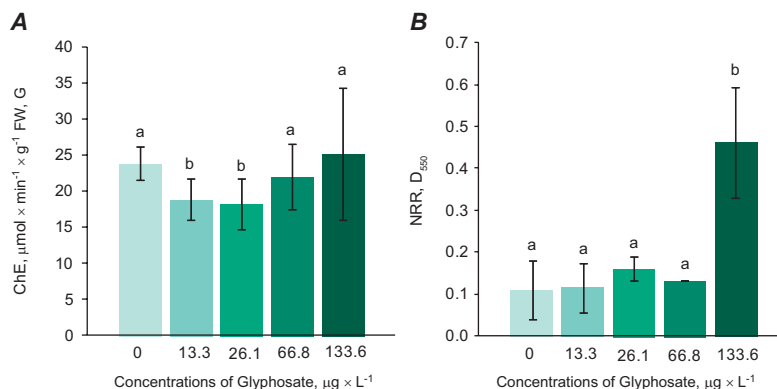 A
ChE, μmol × min⁻¹ × g⁻¹ FW, G
40
35
30
25
20
15
10
5
0
a
b
b
a
a
0 13.3 26.1 66.8 133.6
Concentrations of Glyphosate, μg × L⁻¹
B
NRR, D₅₅₀
0.7
0.6
0.5
0.4
0.3
0.2
0.1
0.0
a
a
a
a
b
0 13.3 26.1 66.8 133.6
Concentrations of Glyphosate, μg × L⁻¹